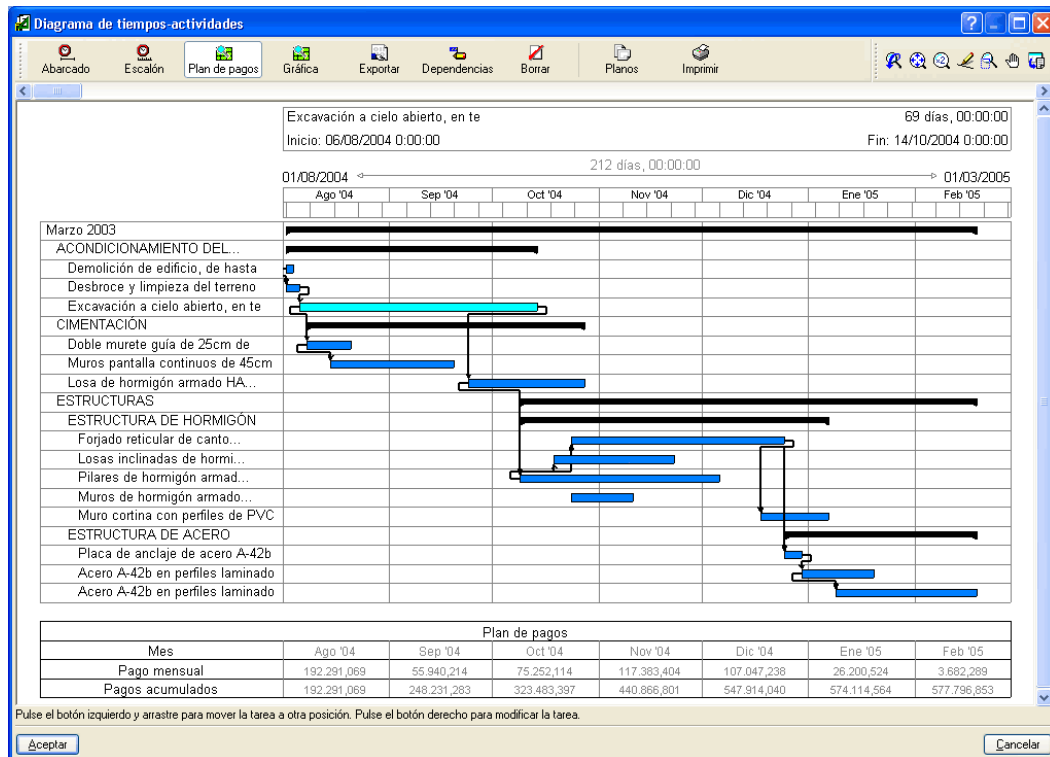 Diagrama de tiempos-actividades
Abarcado Escalón Plan de pagos Gráfica Exportar Dependencias Borrar Planos Imprimir
Excavación a cielo abierto, en te 69 días, 00:00:00
Inicio: 06/08/2004 0:00:00 Fin: 14/10/2004 0:00:00
212 días, 00:00:00
01/08/2004 01/03/2005
Ago '04 Sep '04 Oct '04 Nov '04 Dic '04 Ene '05 Feb '05
Marzo 2003
ACONDICIONAMIENTO DEL...
Demolición de edificio, de hasta
Desbroce y limpieza del terreno
Excavación a cielo abierto, en te
CIMENTACIÓN
Doble murete guía de 25cm de
Muros pantalla continuos de 45cm
Losa de hormigón armado HA...
ESTRUCTURAS
ESTRUCTURA DE HORMIGÓN
Forjado reticular de canto...
Losas inclinadas de hormi...
Pilares de hormigón armad...
Muros de hormigón armado...
Muro cortina con perfiles de PVC
ESTRUCTURA DE ACERO
Placa de anclaje de acero A-42b
Acero A-42b en perfiles laminado
Acero A-42b en perfiles laminado
Plan de pagos
Mes Ago '04 Sep '04 Oct '04 Nov '04 Dic '04 Ene '05 Feb '05
Pago mensual 192.291,069 55.940,214 75.252,114 117.383,404 107.047,238 26.200,524 3.682,289
Pagos acumulados 192.291,069 248.231,283 323.483,397 440.866,801 547.914,040 574.114,564 577.796,853
Pulse el botón izquierdo y arrastre para mover la tarea a otra posición. Pulse el botón derecho para modificar la tarea.
Aceptar Cancelar